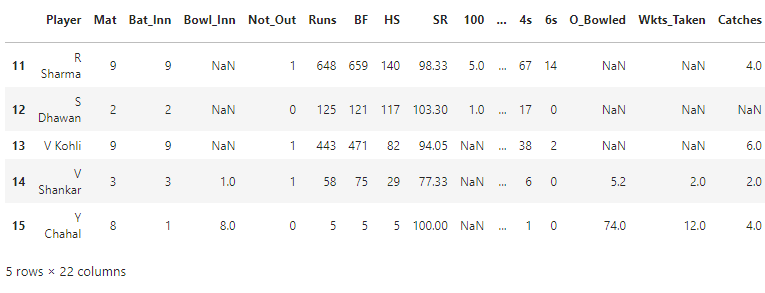 Player Mat Bat_Inn Bowl_Inn Not_Out Runs BF HS SR 100 ... 4s 6s O_Bowled Wkts_Taken Catches
11 R Sharma 9 9 NaN 1 648 659 140 98.33 5.0 ... 67 14 NaN NaN 4.0
12 S Dhawan 2 2 NaN 0 125 121 117 103.30 1.0 ... 17 0 NaN NaN NaN
13 V Kohli 9 9 NaN 1 443 471 82 94.05 NaN ... 38 2 NaN NaN 6.0
14 V Shankar 3 3 1.0 1 58 75 29 77.33 NaN ... 6 0 5.2 2.0 2.0
15 Y Chahal 8 1 8.0 0 5 5 5 100.00 NaN ... 1 0 74.0 12.0 4.0
5 rows × 22 columns